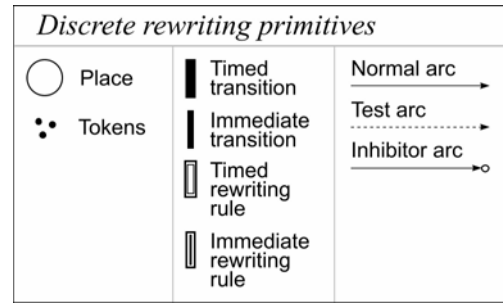 Discrete rewriting primitives
Place
Tokens
Timed
transition
Immediate
transition
Timed
rewriting
rule
Immediate
rewriting
rule
Normal arc
Test arc
Inhibitor arc